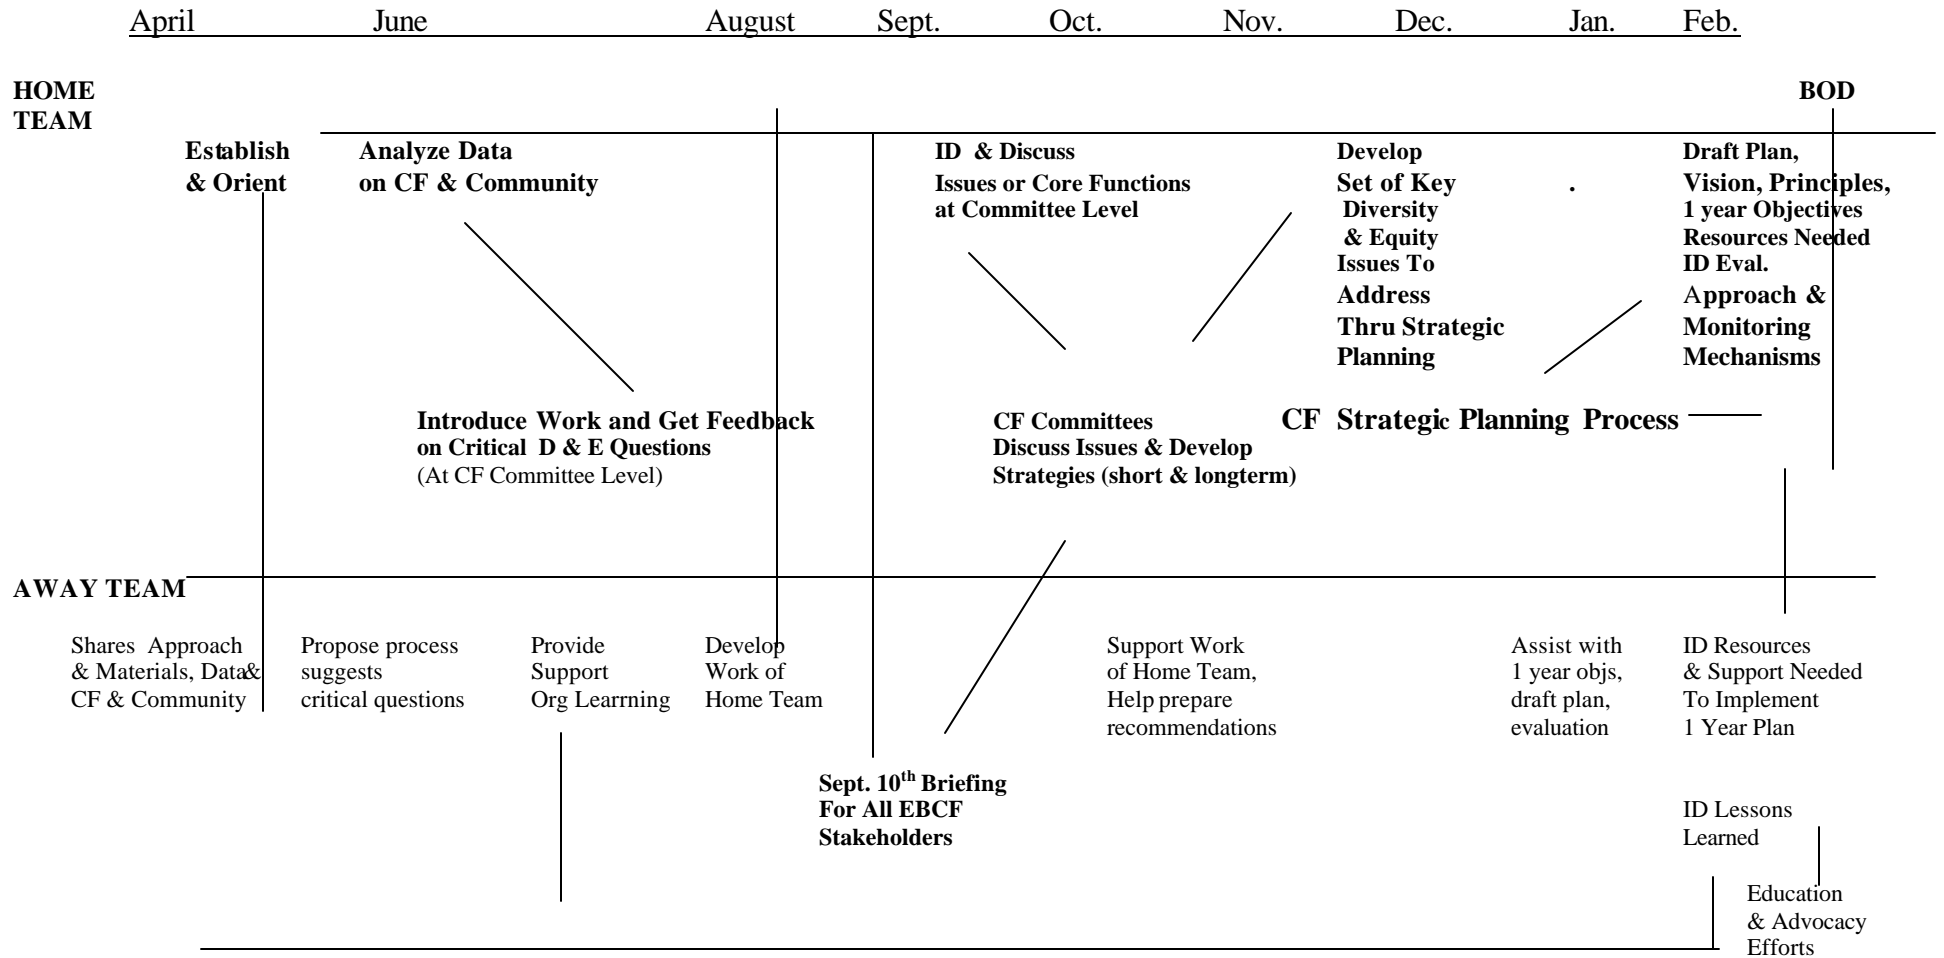 April June August Sept. Oct. Nov. Dec. Jan. Feb.
HOME
TEAM
BOD
Establish
& Orient
Analyze Data
on CF & Community
ID & Discuss
Issues or Core Functions
at Committee Level
Develop
Set of Key .
Diversity
& Equity
Issues To
Address
Thru Strategic
Planning
Draft Plan,
Vision, Principles,
1 year Objectives
Resources Needed
ID Eval.
Approach &
Monitoring
Mechanisms
Introduce Work and Get Feedback
on Critical D & E Questions
(At CF Committee Level)
CF Committees
Discuss Issues & Develop
Strategies (short & longterm)
CF Strategic Planning Process
AWAY TEAM
Shares Approach
& Materials, Data&
CF & Community
Propose process
suggests
critical questions
Provide
Support
Org Learrning
Develop
Work of
Home Team
Support Work
of Home Team,
Help prepare
recommendations
Assist with
1 year objs,
draft plan,
evaluation
ID Resources
& Support Needed
To Implement
1 Year Plan
Sept. 10th Briefing
For All EBCF
Stakeholders
ID Lessons
Learned
Education
& Advocacy
Efforts